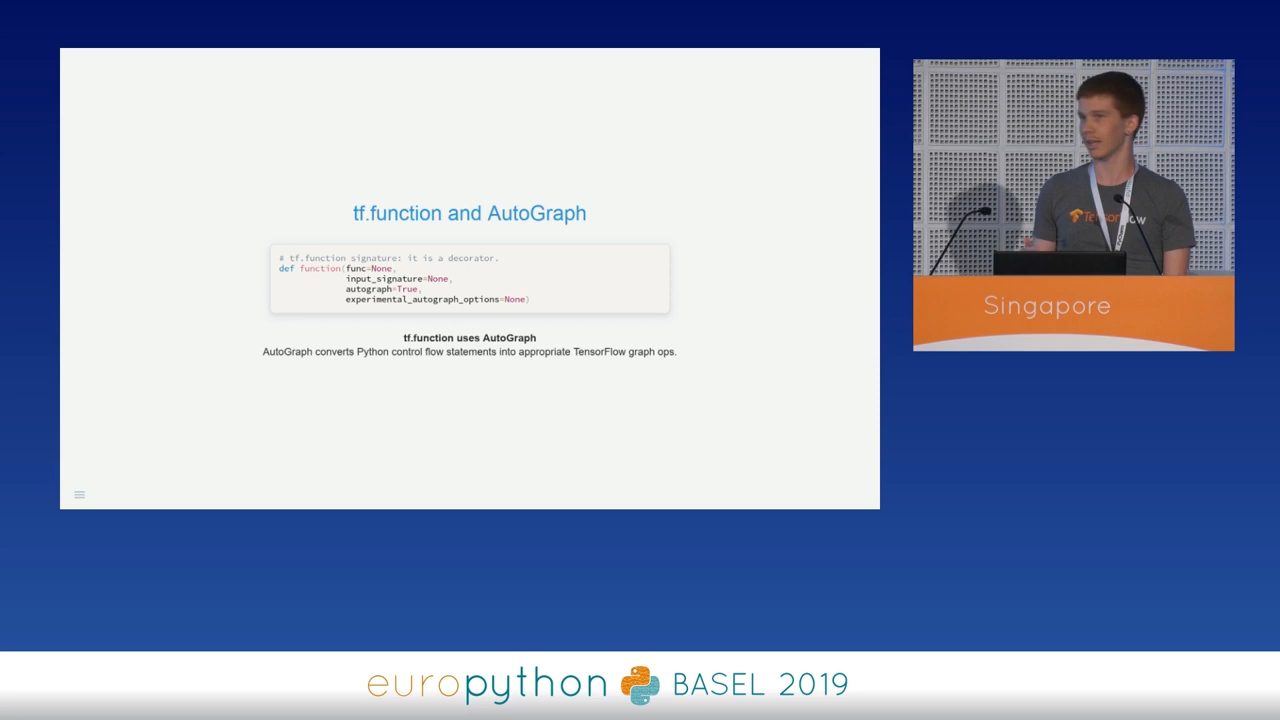 tf.function and AutoGraph
# tf.function signature: it is a decorator.
def function(func=None,
input_signature=None,
autograph=True,
experimental_autograph_options=None)
tf.function uses AutoGraph
AutoGraph converts Python control flow statements into appropriate TensorFlow graph ops.
TensorFlow
Singapore
europython BASEL 2019